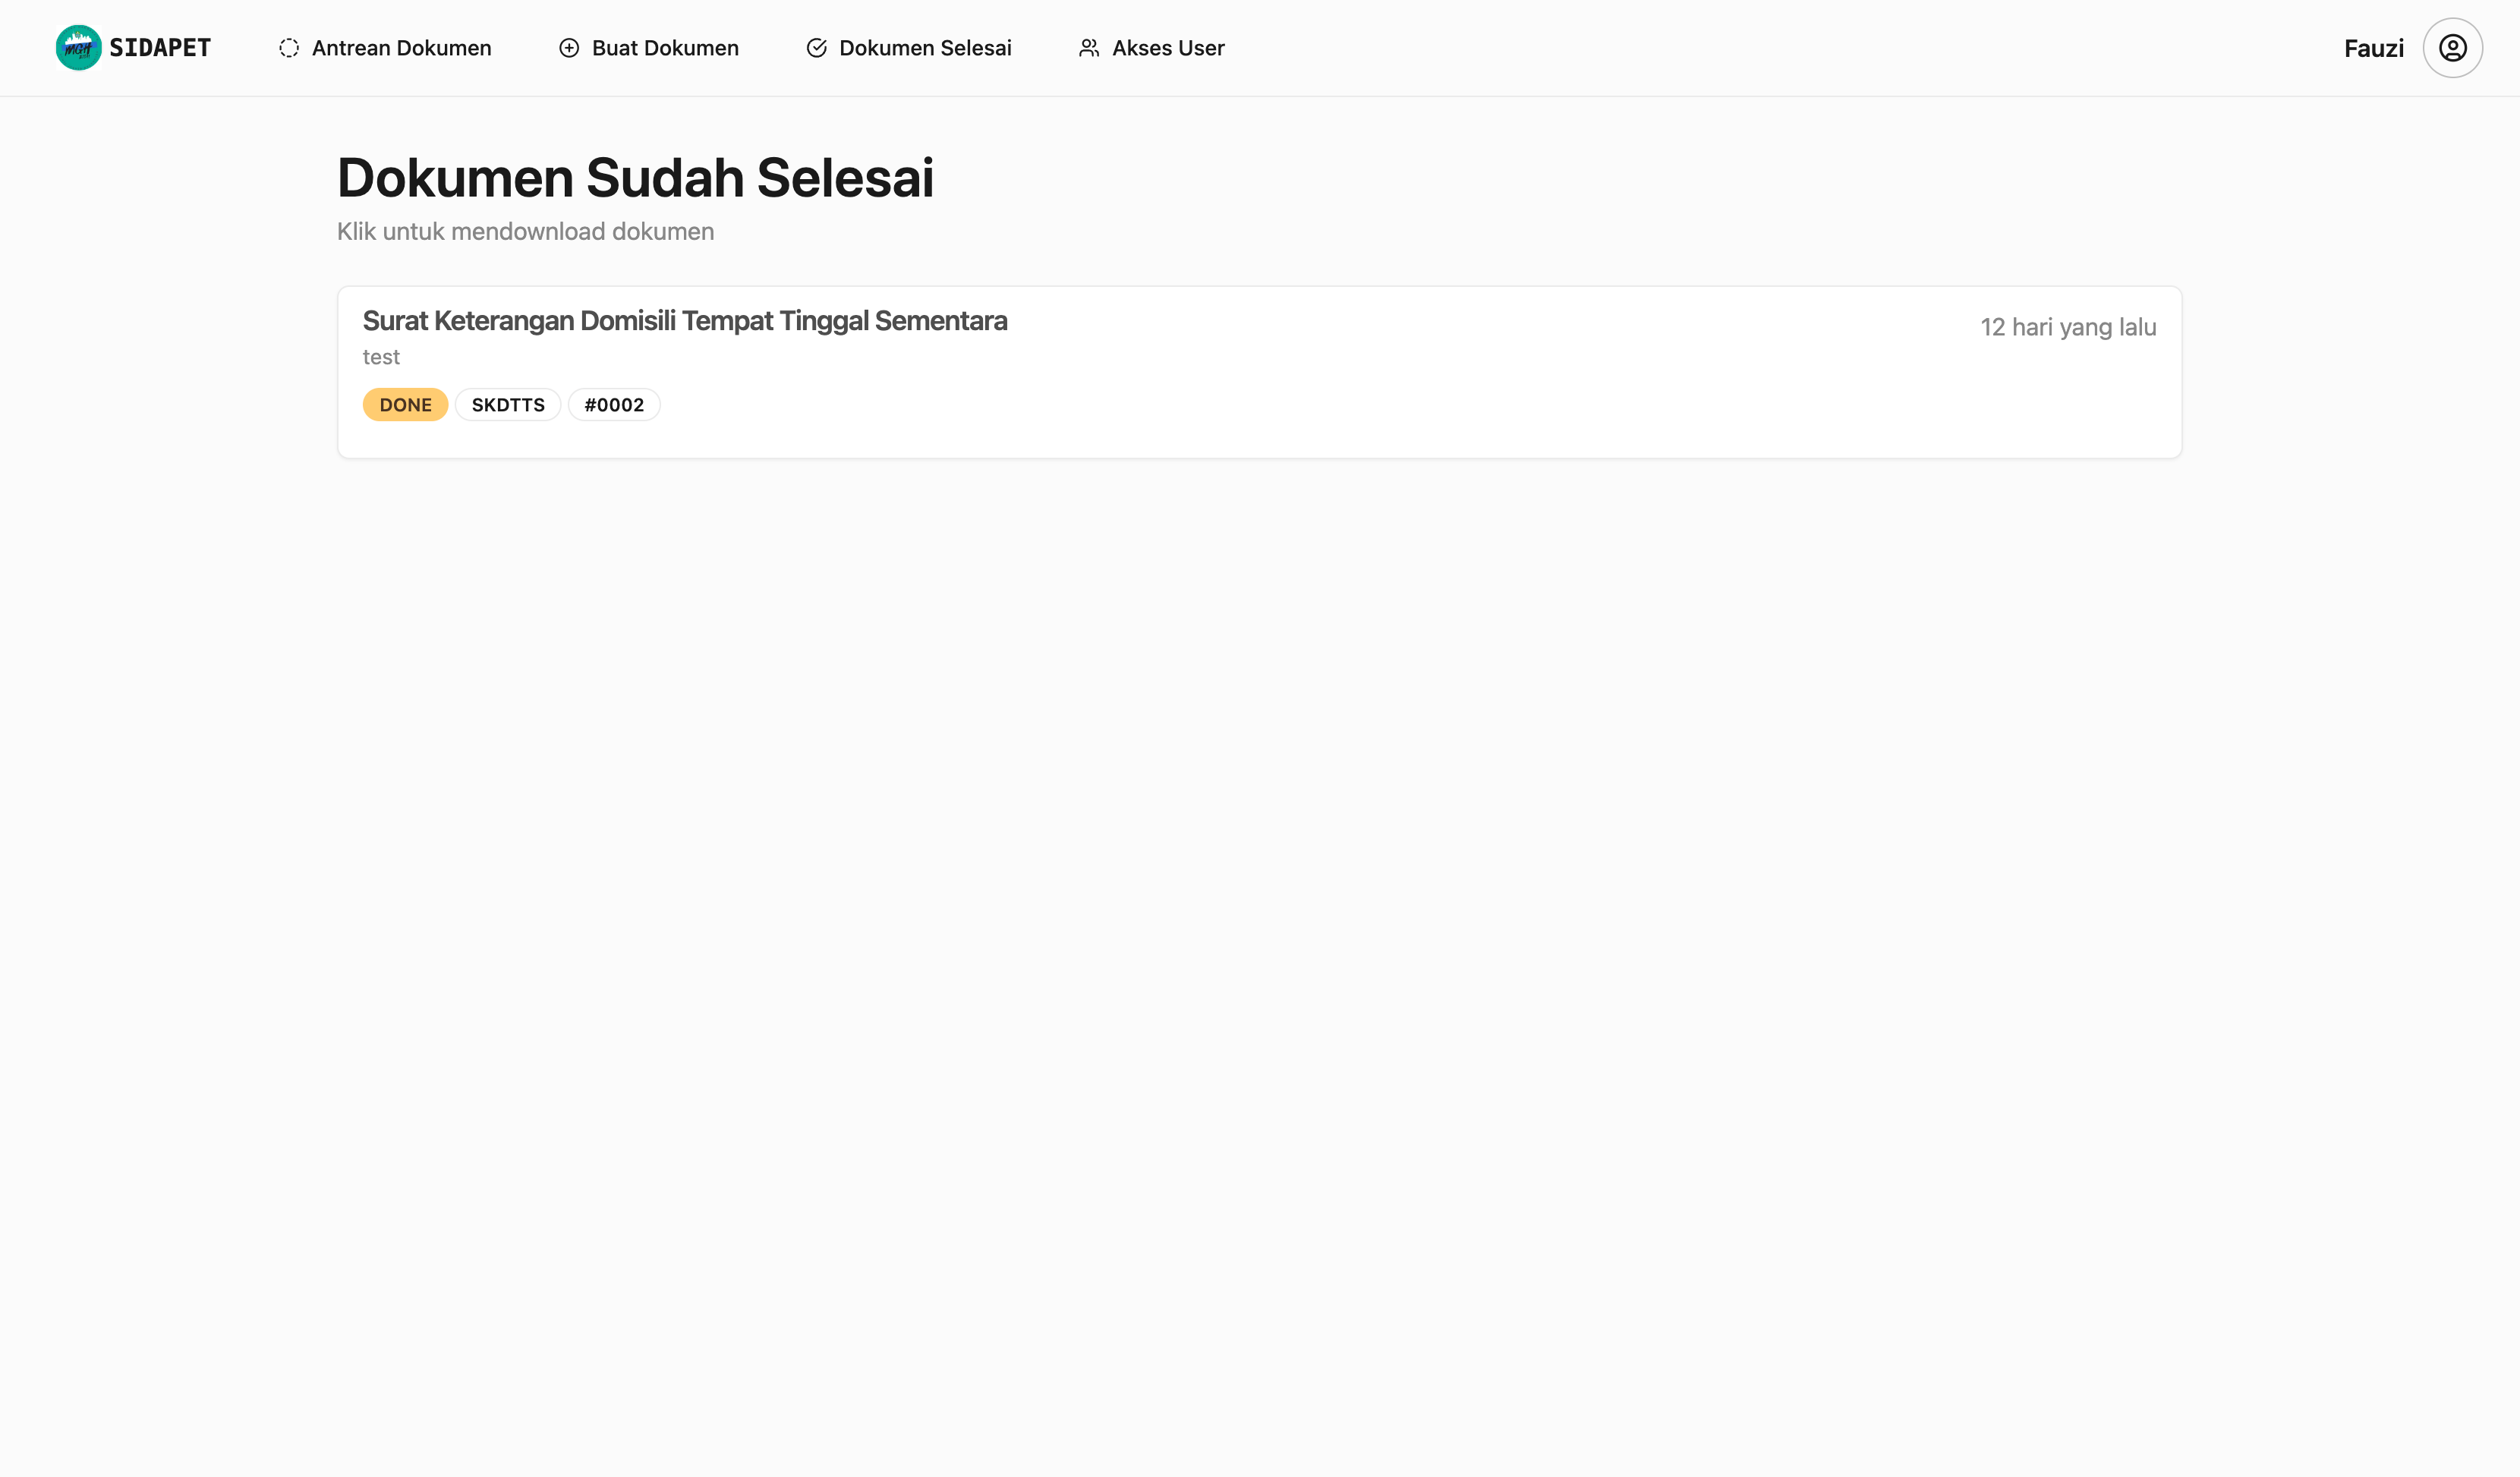 MGH
SIDAPET
Antrean Dokumen
Buat Dokumen
Dokumen Selesai
Akses User
Fauzi
Dokumen Sudah Selesai
Klik untuk mendownload dokumen
Surat Keterangan Domisili Tempat Tinggal Sementara
12 hari yang lalu
test
DONE
SKDTTS
#0002